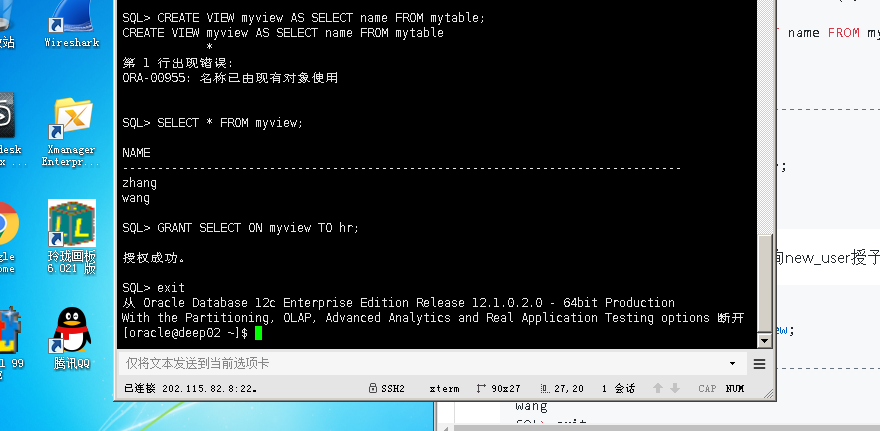 SQL> CREATE VIEW myview AS SELECT name FROM mytable;
CREATE VIEW myview AS SELECT name FROM mytable
*
第 1 行出现错误:
ORA-00955: 名称已由现有对象使用
SQL> SELECT * FROM myview;
NAME
--------------------------------------------------------------------------------
zhang
wang
SQL> GRANT SELECT ON myview TO hr;
授权成功。
SQL> exit
从 Oracle Database 12c Enterprise Edition Release 12.1.0.2.0 - 64bit Production
With the Partitioning, OLAP, Advanced Analytics and Real Application Testing options 断开
[oracle@deep02 ~]$
仅将文本发送到当前选项卡
已连接 202.115.82.8:22。
SSH2
xterm
90x27
27,20
1 会话
CAP
NUM
站
Wireshark
desk
Xmanager
Enterpr...
玲珑画板
6.021 版
腾讯QQ
99
name FROM my
new_user授予
wang
SQL> exit